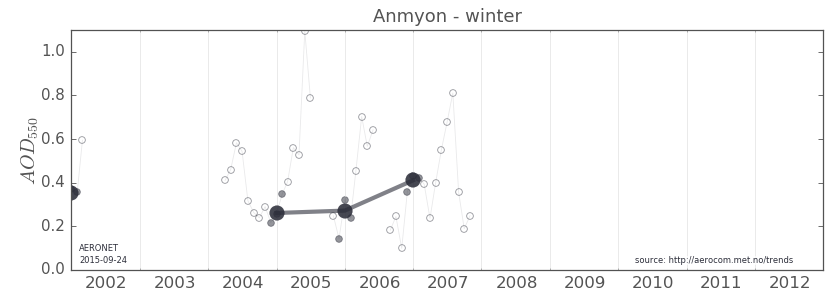 Anmyon - winter
AOD550
1.0
0.8
0.6
0.4
0.2
0.0
AERONET
2015-09-24
source: http://aerocom.met.no/trends
2002 2003 2004 2005 2006 2007 2008 2009 2010 2011 2012